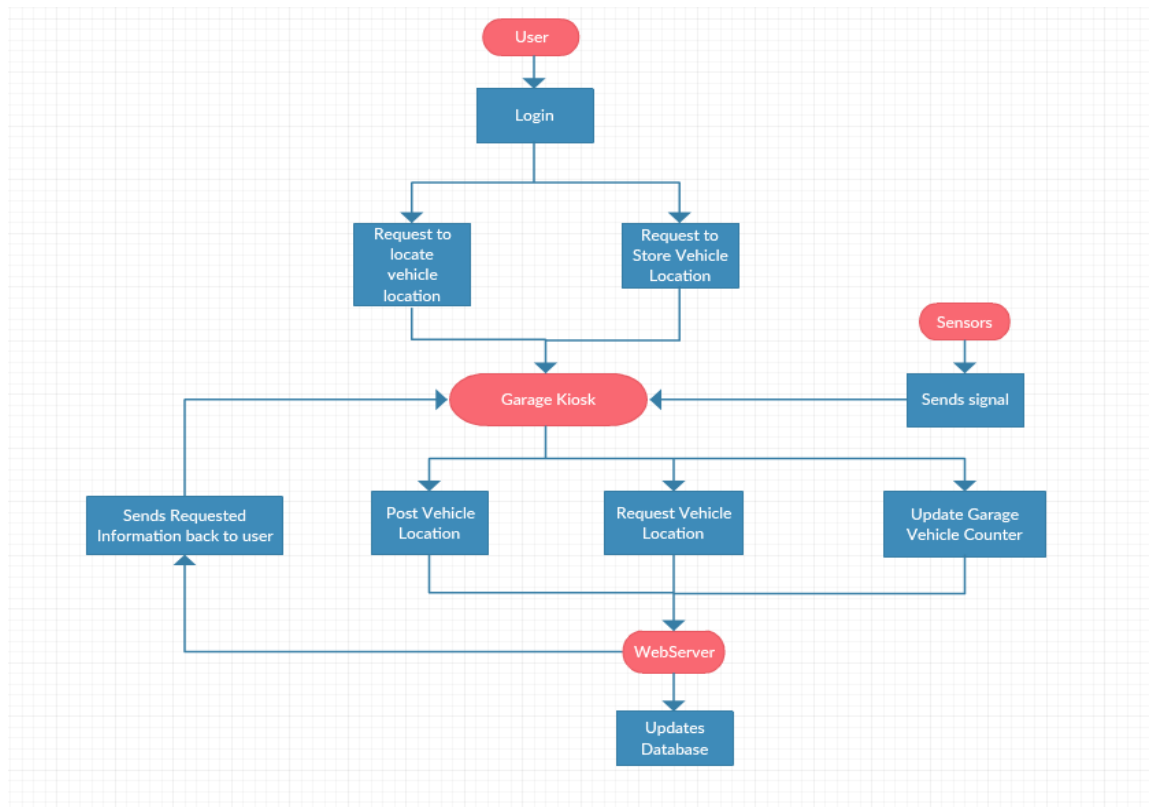 User
Login
Request to
locate
vehicle
location
Request to
Store Vehicle
Location
Sensors
Garage Kiosk
Sends signal
Sends Requested
Information back to user
Post Vehicle
Location
Request Vehicle
Location
Update Garage
Vehicle Counter
WebServer
Updates
Database